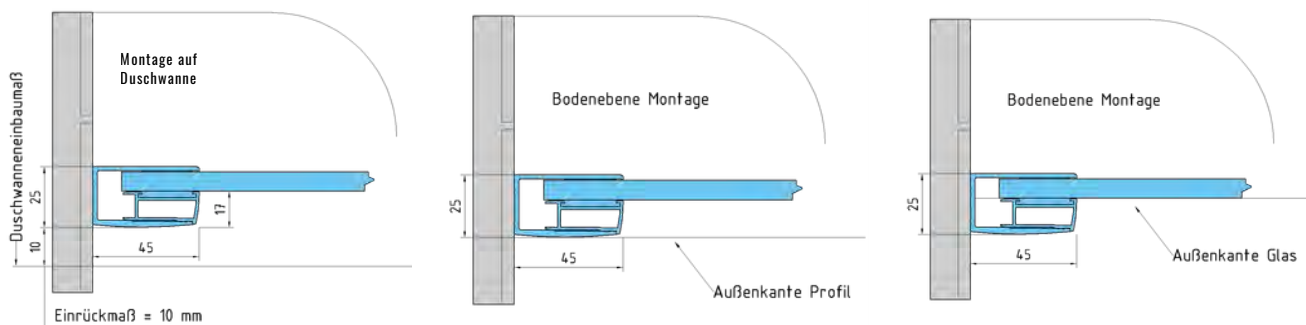 Montage auf
Duschwanne
Duschwanneneinbaumaß
25
10
17
45
Einrückmaß = 10 mm
Bodenebene Montage
25
45
Außenkante Profil
Bodenebene Montage
25
45
Außenkante Glas